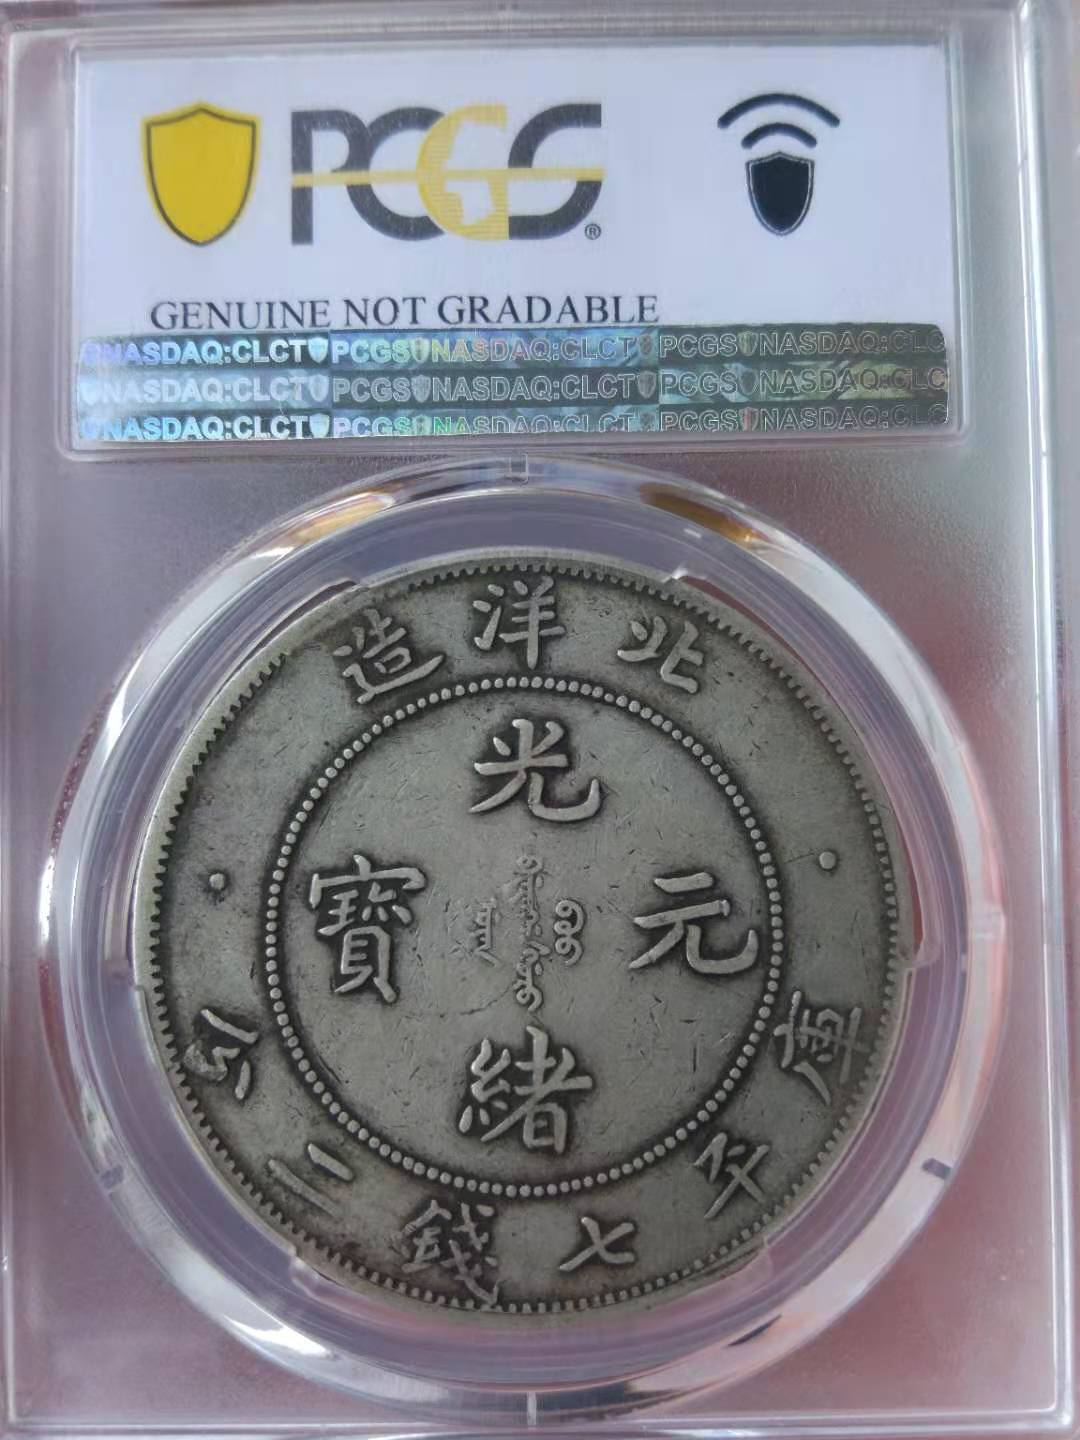 PCGS®
GENUINE NOT GRADABLE
NASDAQ:CLCT PCGS NASDAQ:CLCT PCGS NASDAQ:CLC
NASDAQ:CLCT PCGS NASDAQ:CLCT PCGS NASDAQ:CLC
NASDAQ:CLCT PCGS NASDAQ:CLCT PCGS NASDAQ:CLC
北洋造
光緒元寶
庫平七錢二分